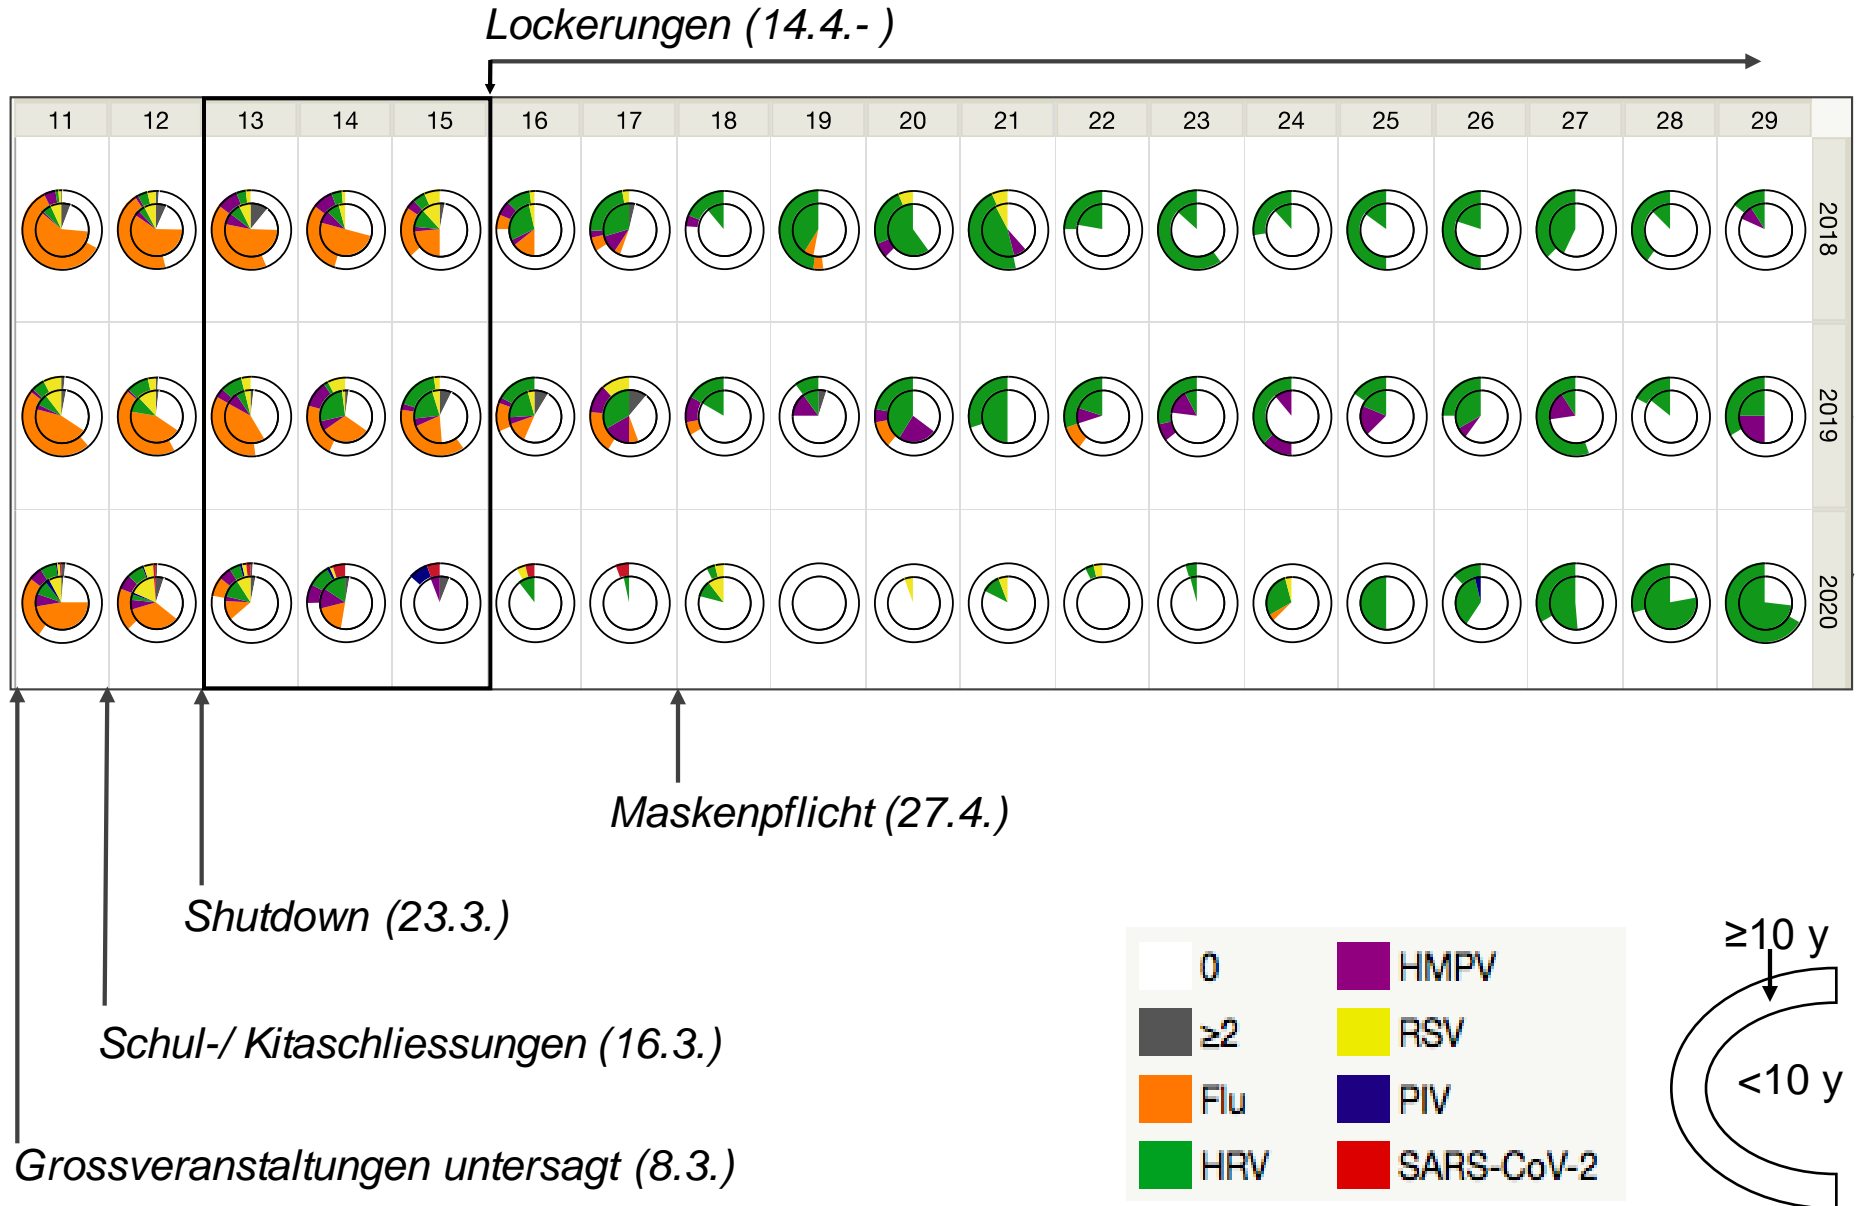 Lockerungen (14.4.- )
11 12 13 14 15 16 17 18 19 20 21 22 23 24 25 26 27 28 29
2018
2019
2020
Maskenpflicht (27.4.)
Shutdown (23.3.)
Schul-/ Kitaschliessungen (16.3.)
Grossveranstaltungen untersagt (8.3.)
0
≥2
Flu
HRV
HMPV
RSV
PIV
SARS-CoV-2
≥10 y
<10 y